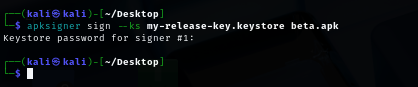 ┌──(kali㉿kali)-[~/Desktop]
└─$ apksigner sign --ks my-release-key.keystore beta.apk
Keystore password for signer #1:
┌──(kali㉿kali)-[~/Desktop]
└─$